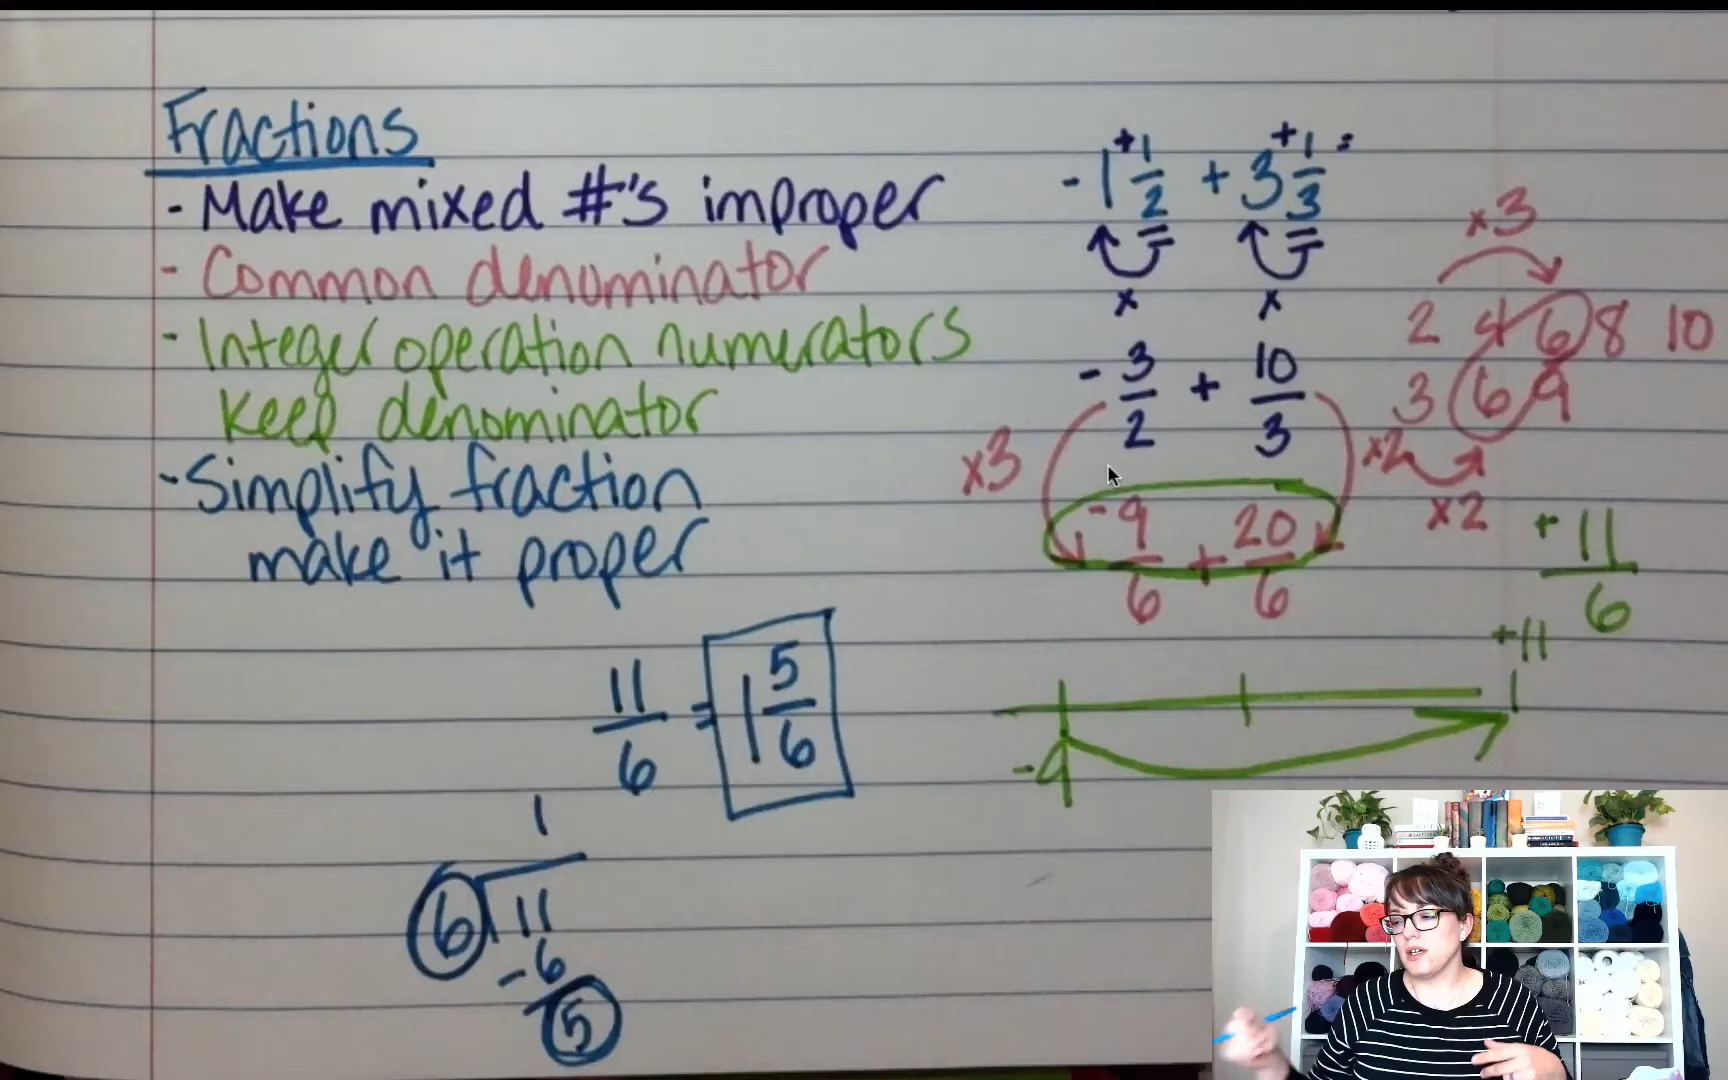 Fractions
- Make mixed #'s improper
- Common denominator
- Integer operation numerators
Keep denominator
- Simplify fraction
make it proper
11/6 = 1 5/6
1
6 11
- 6
5
- 1 + 1/2 + 3 + 1/3 =
x x
- 3/2 + 10/3
x3 x2
- 9/6 + 20/6
x3
2 4 6 8 10
3 6 9
x2
+ 11/6
+11
-9